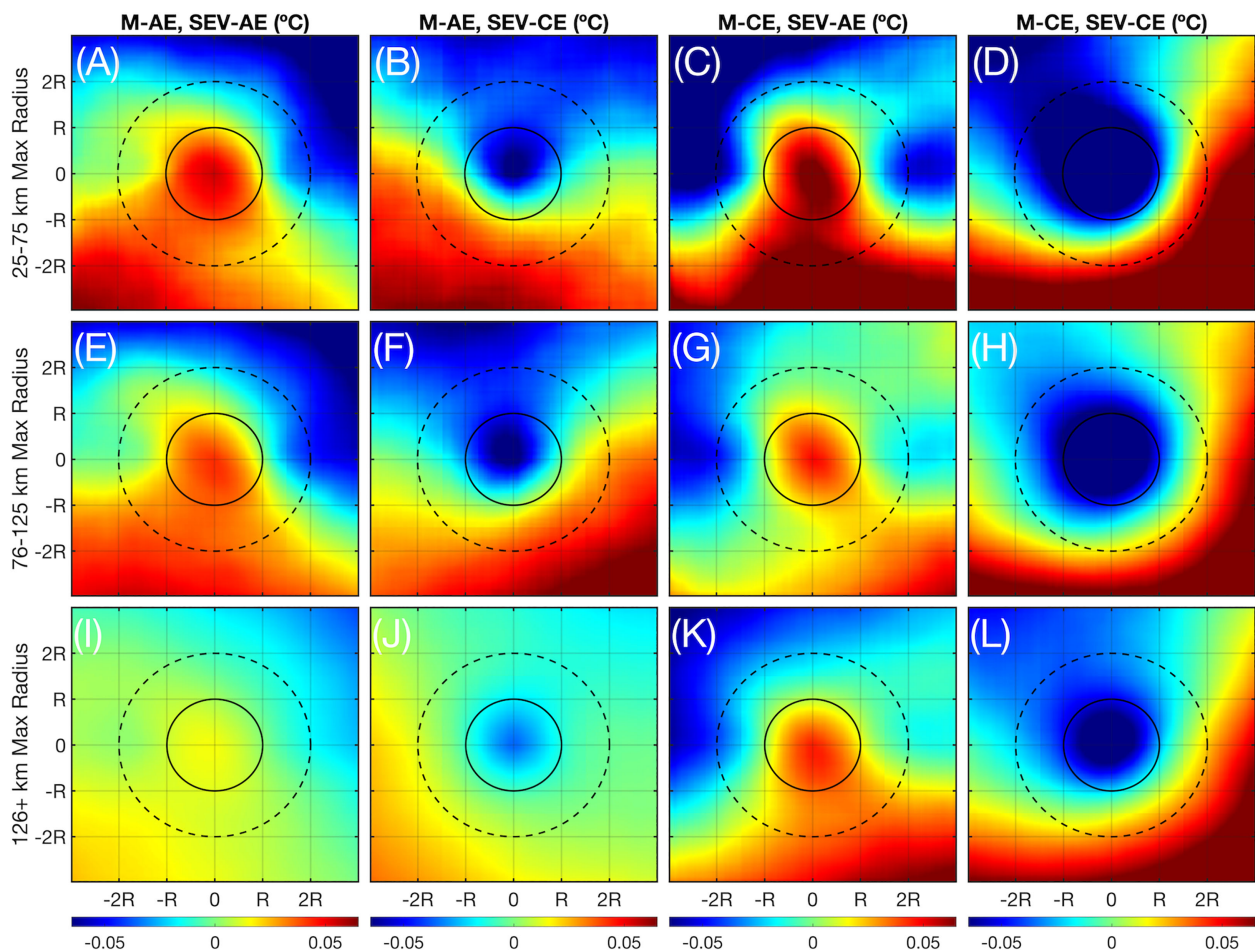 M-AE, SEV-AE (ºC) M-AE, SEV-CE (ºC) M-CE, SEV-AE (ºC) M-CE, SEV-CE (ºC)
25-75 km Max Radius
(A) (B) (C) (D)
2R
R
0
-R
-2R
76-125 km Max Radius
(E) (F) (G) (H)
2R
R
0
-R
-2R
126+ km Max Radius
(I) (J) (K) (L)
2R
R
0
-R
-2R
-2R -R 0 R 2R -2R -R 0 R 2R -2R -R 0 R 2R -2R -R 0 R 2R
-0.05 0 0.05 -0.05 0 0.05 -0.05 0 0.05 -0.05 0 0.05